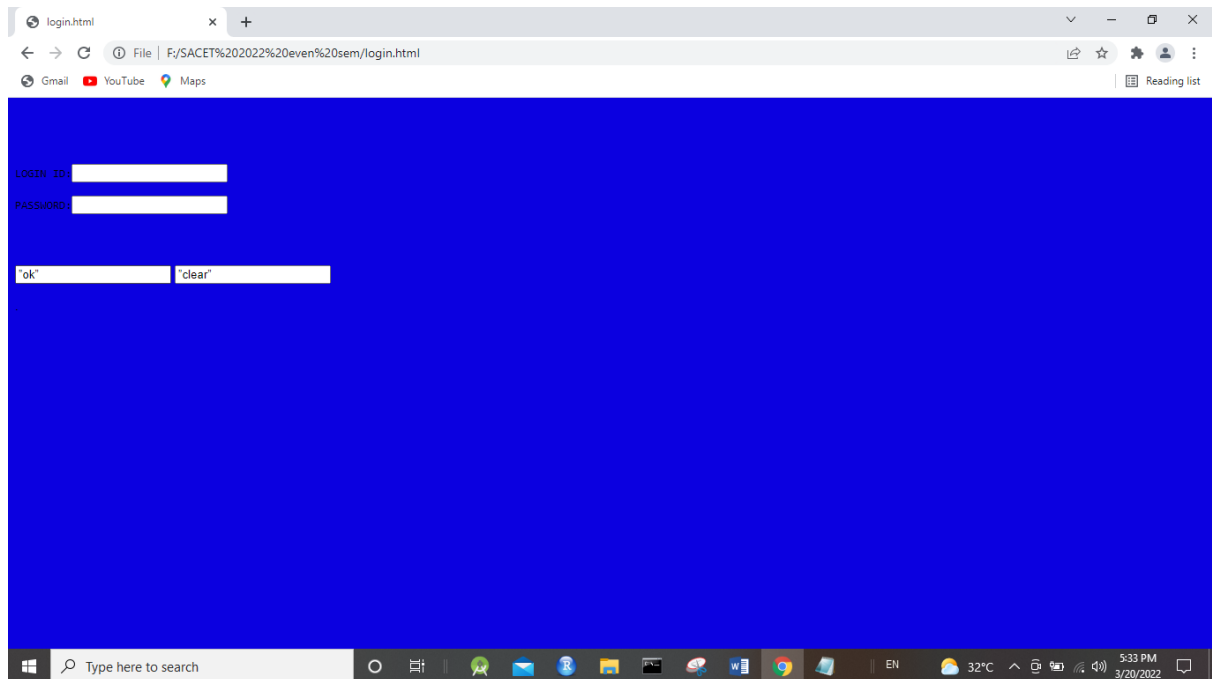 login.html
File F:/SACET%202022%20even%20sem/login.html
Gmail YouTube Maps Reading list
LOGIN ID:
PASSWORD:
"ok" "clear"
Type here to search EN 32°C 5:33 PM
3/20/2022